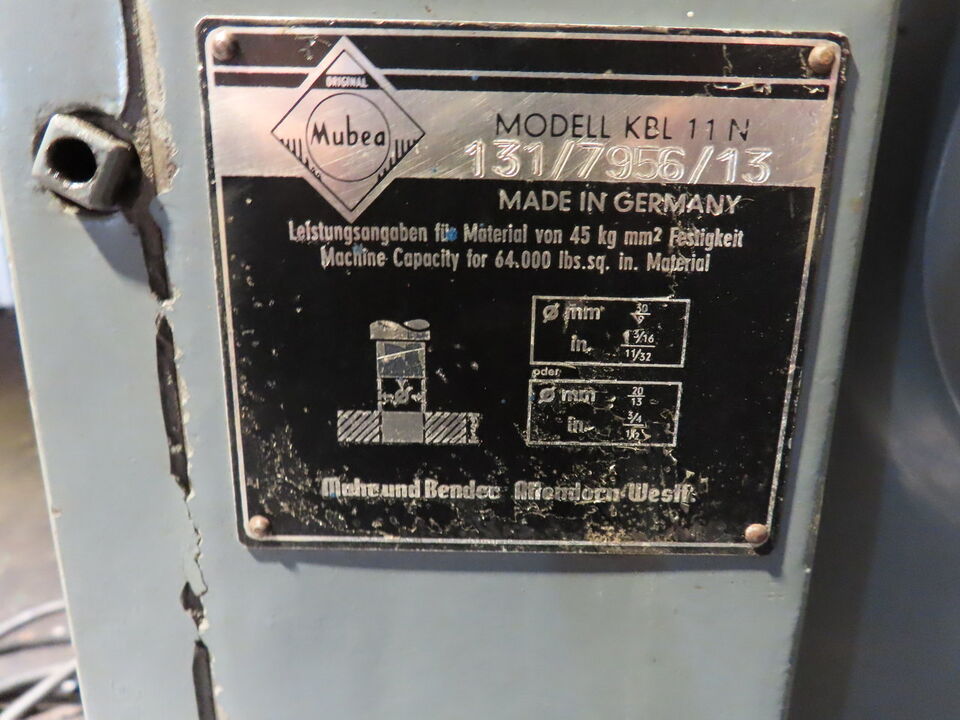 ORIGINAL
Mubea
MODELL KBL 11 N
131/7956/13
MADE IN GERMANY
Leistungsangaben für Material von 45 kg mm² Festigkeit
Machine Capacity for 64.000 lbs.sq. in. Material
Ø mm 30/9
in. 1 3/16 11/32
oder
Ø mm 20/13
in. 3/4 1/2
Muhr und Bender Attendorn-Westf.